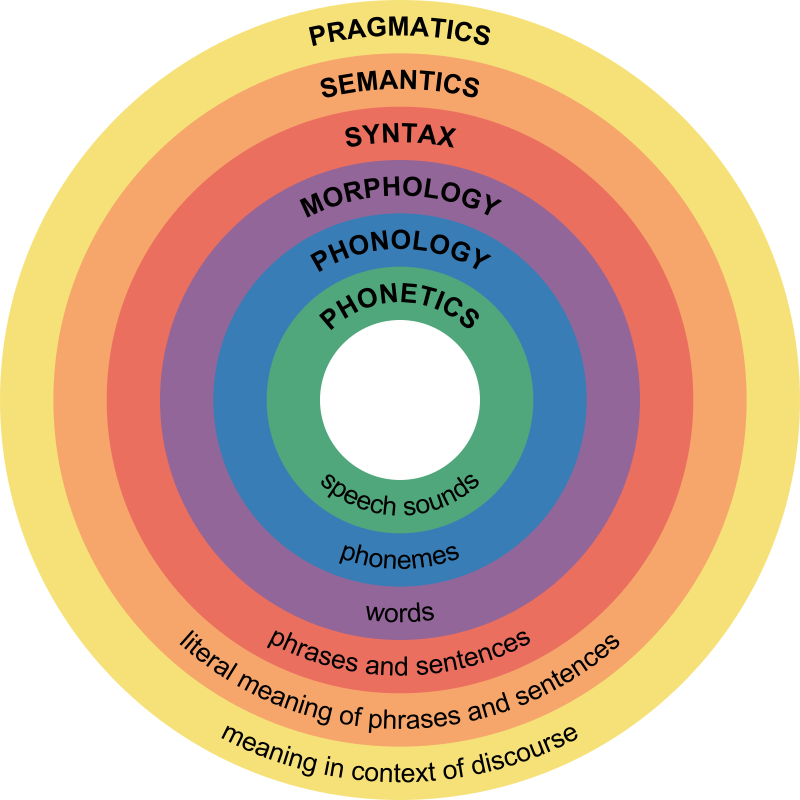 PRAGMATICS
SEMANTICS
SYNTAX
MORPHOLOGY
PHONOLOGY
PHONETICS
speech sounds
phonemes
words
phrases and sentences
literal meaning of phrases and sentences
meaning in context of discourse